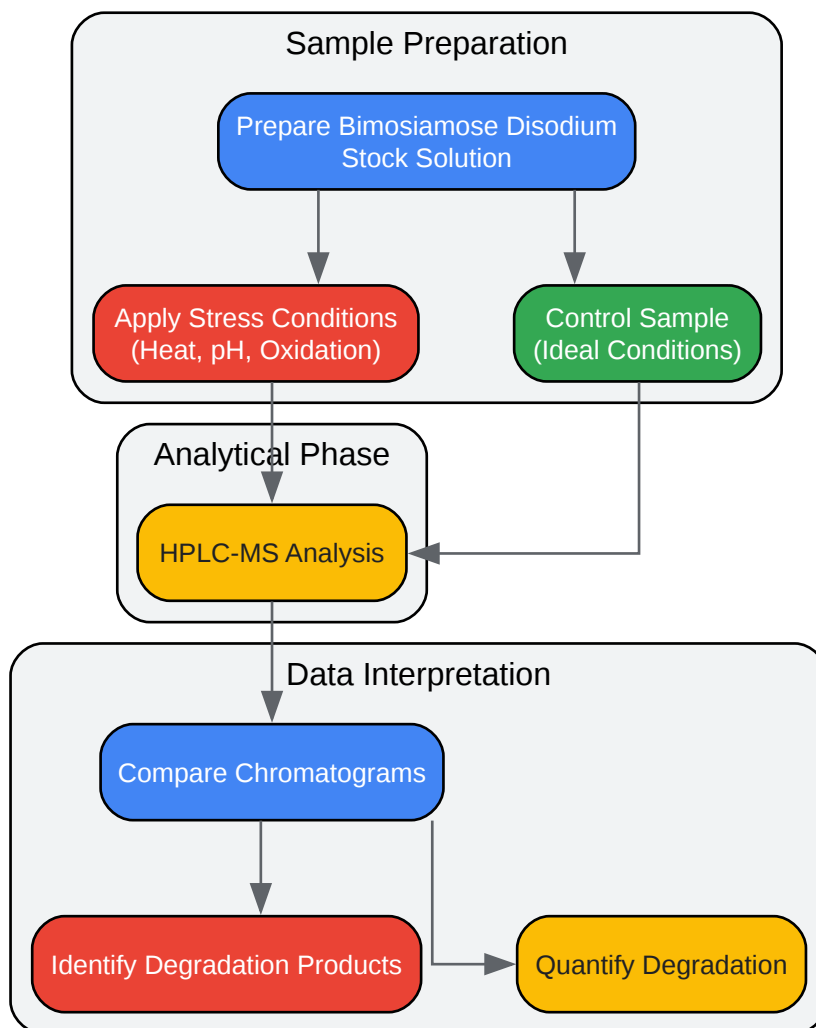 Sample Preparation
Prepare Bimosiamose Disodium
Stock Solution
Apply Stress Conditions
(Heat, pH, Oxidation)
Control Sample
(Ideal Conditions)
Analytical Phase
HPLC-MS Analysis
Data Interpretation
Compare Chromatograms
Identify Degradation Products
Quantify Degradation